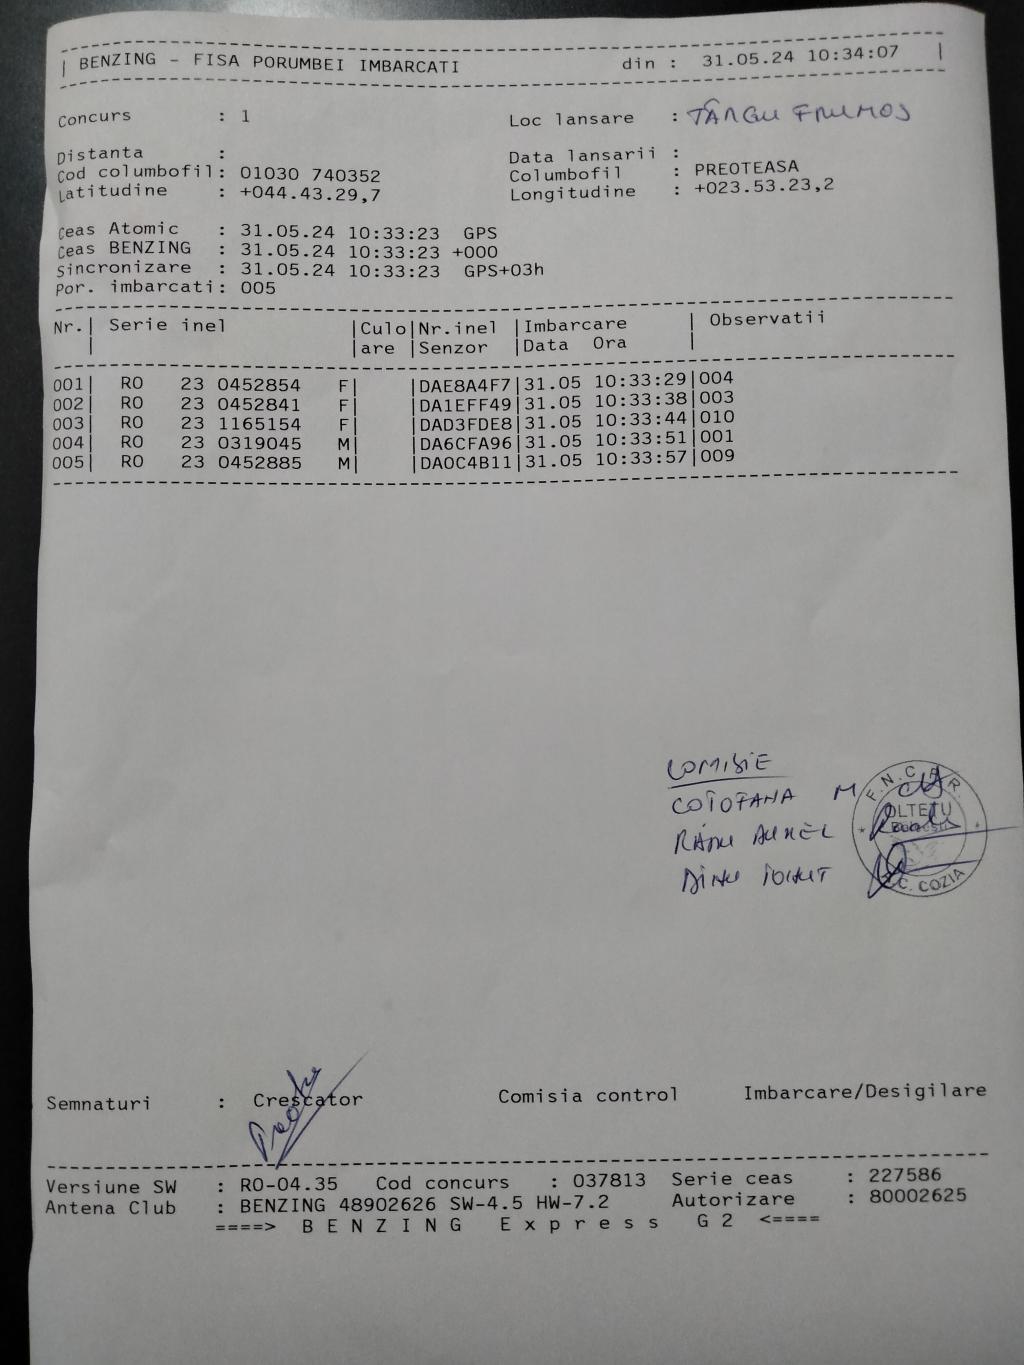 | BENZING - FISA PORUMBEI IMBARCATI din : 31.05.24 10:34:07 |
Concurs : 1 Loc lansare : TÂRGU FRUMOS
Distanta : Data lansarii :
Cod columbofil: 01030 740352 Columbofil : PREOTEASA
Latitudine : +044.43.29,7 Longitudine : +023.53.23,2
Ceas Atomic : 31.05.24 10:33:23 GPS
Ceas BENZING : 31.05.24 10:33:23 +000
Sincronizare : 31.05.24 10:33:23 GPS+03h
Por. imbarcati: 005
Nr.| Serie inel |Culo|Nr.inel |Imbarcare | Observatii
| |are |Senzor |Data Ora |
001| RO 23 0452854 F| |DAE8A4F7|31.05 10:33:29|004
002| RO 23 0452841 F| |DA1EFF49|31.05 10:33:38|003
003| RO 23 1165154 F| |DAD3FDE8|31.05 10:33:44|010
004| RO 23 0319045 M| |DA6CFA96|31.05 10:33:51|001
005| RO 23 0452885 M| |DA0C4B11|31.05 10:33:57|009
COMISIE
COTOFANA M
RADU AUREL
DINU IONUT
F.N.C.P.R.
OLTETU
C. COZIA
Semnaturi : Crescator Comisia control Imbarcare/Desigilare
Versiune SW : RO-04.35 Cod concurs : 037813 Serie ceas : 227586
Antena Club : BENZING 48902626 SW-4.5 HW-7.2 Autorizare : 80002625
====> B E N Z I N G E x p r e s s G 2 <====